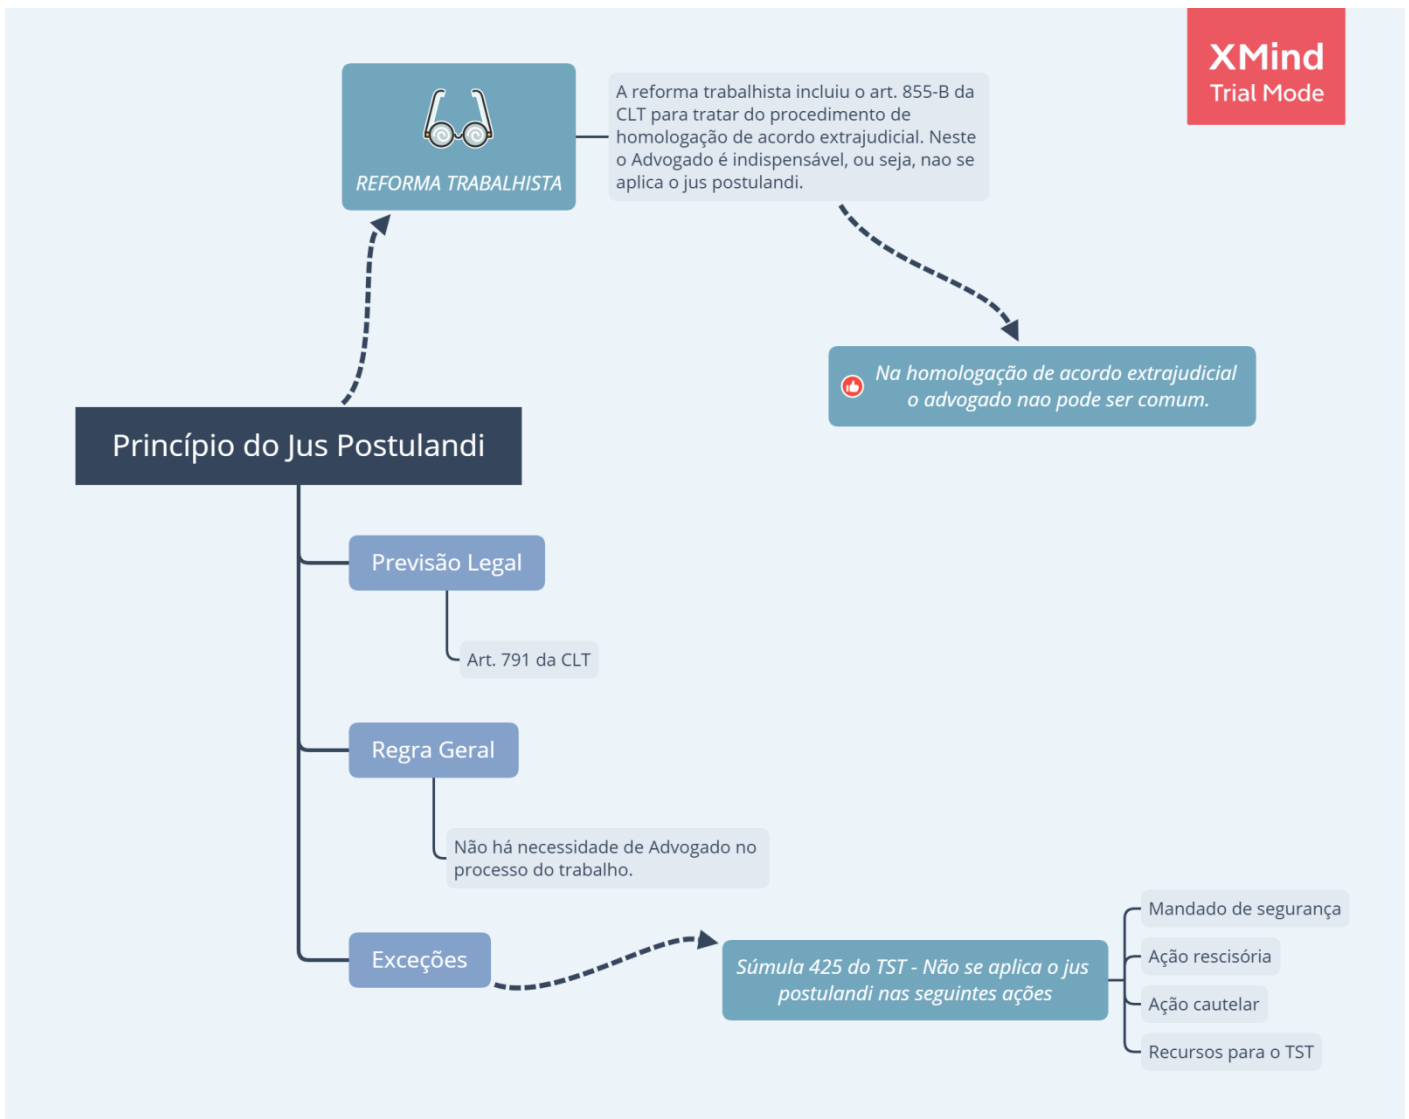 XMind
Trial Mode
REFORMA TRABALHISTA
A reforma trabalhista incluiu o art. 855-B da
CLT para tratar do procedimento de
homologação de acordo extrajudicial. Neste
o Advogado é indispensável, ou seja, nao se
aplica o jus postulandi.
Na homologação de acordo extrajudicial
o advogado nao pode ser comum.
Princípio do Jus Postulandi
Previsão Legal
Art. 791 da CLT
Regra Geral
Não há necessidade de Advogado no
processo do trabalho.
Exceções
Súmula 425 do TST - Não se aplica o jus
postulandi nas seguintes ações
Mandado de segurança
Ação rescisória
Ação cautelar
Recursos para o TST